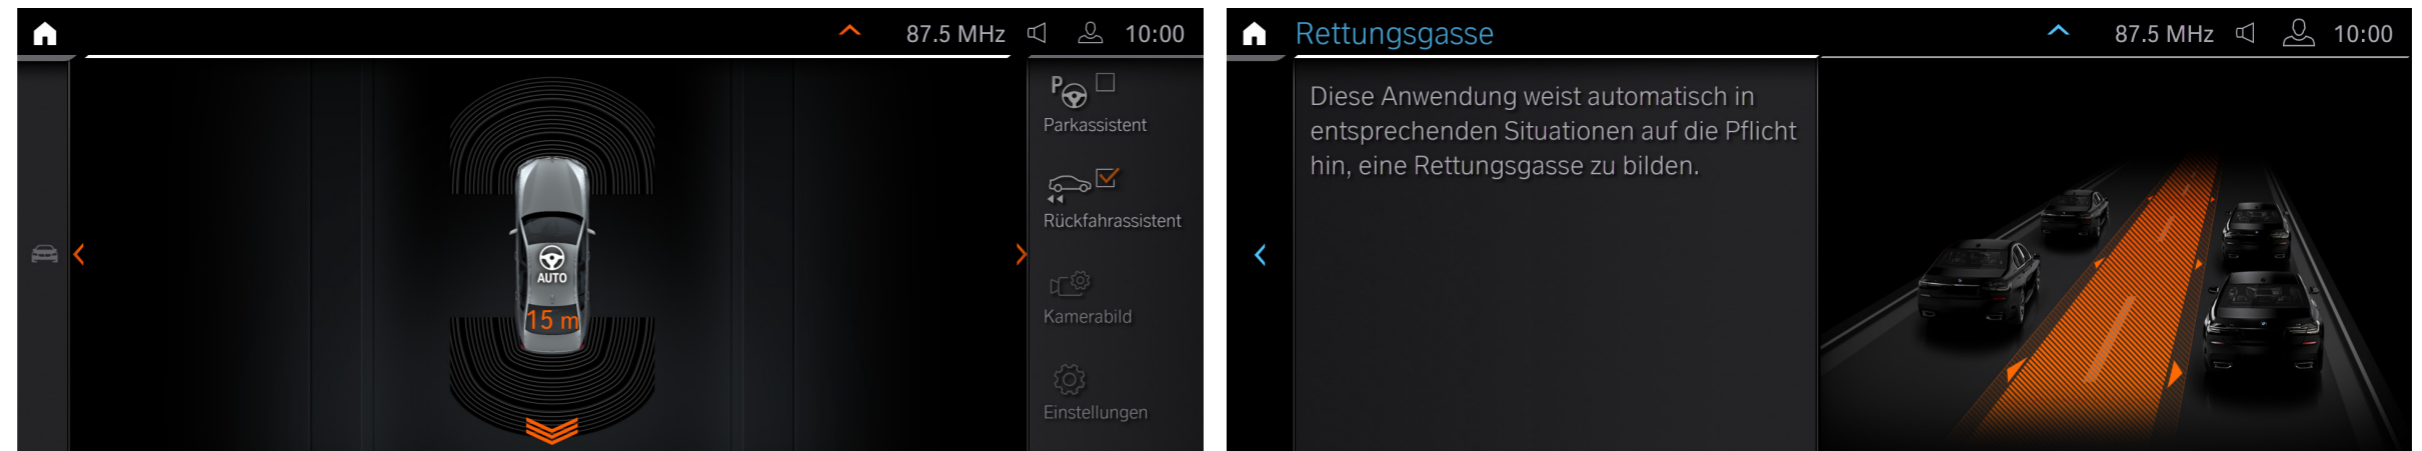 87.5 MHz 10:00
P
Parkassistent
Rückfahrassistent
AUTO
15 m
Kamerabild
Einstellungen
Rettungsgasse 87.5 MHz 10:00
Diese Anwendung weist automatisch in
entsprechenden Situationen auf die Pflicht
hin, eine Rettungsgasse zu bilden.